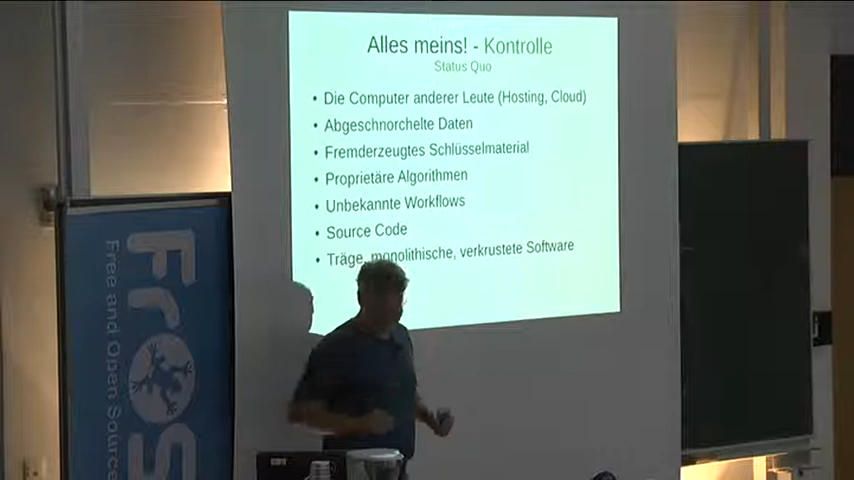 Alles meins! - Kontrolle
Status Quo
• Die Computer anderer Leute (Hosting, Cloud)
• Abgeschnorchelte Daten
• Fremderzeugtes Schlüsselmaterial
• Proprietäre Algorithmen
• Unbekannte Workflows
• Source Code
• Träge, monolithische, verkrustete Software
FrOS
Free and Open Source